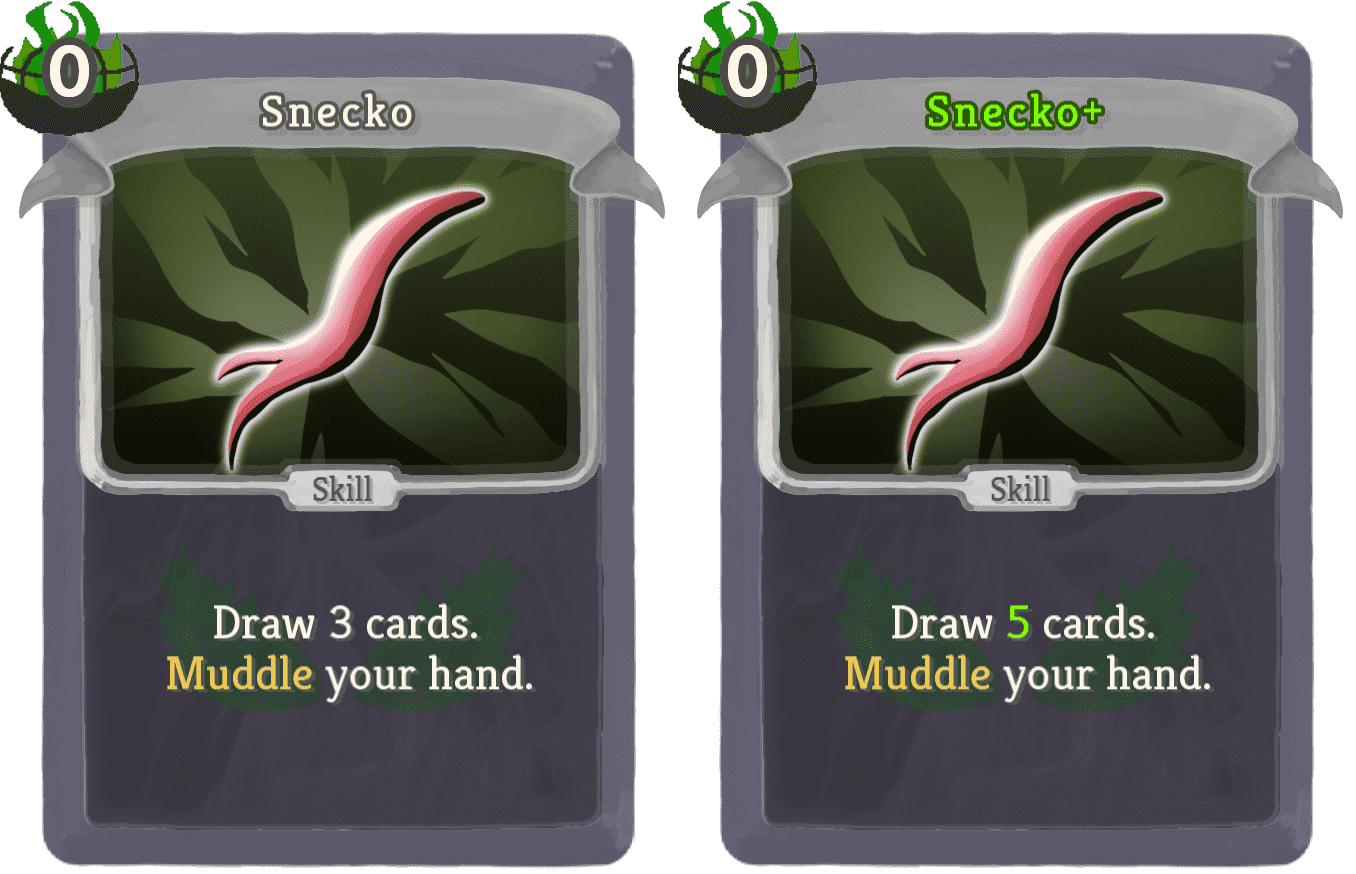 0
Snecko
Skill
Draw 3 cards.
Muddle your hand.
0
Snecko+
Skill
Draw 5 cards.
Muddle your hand.